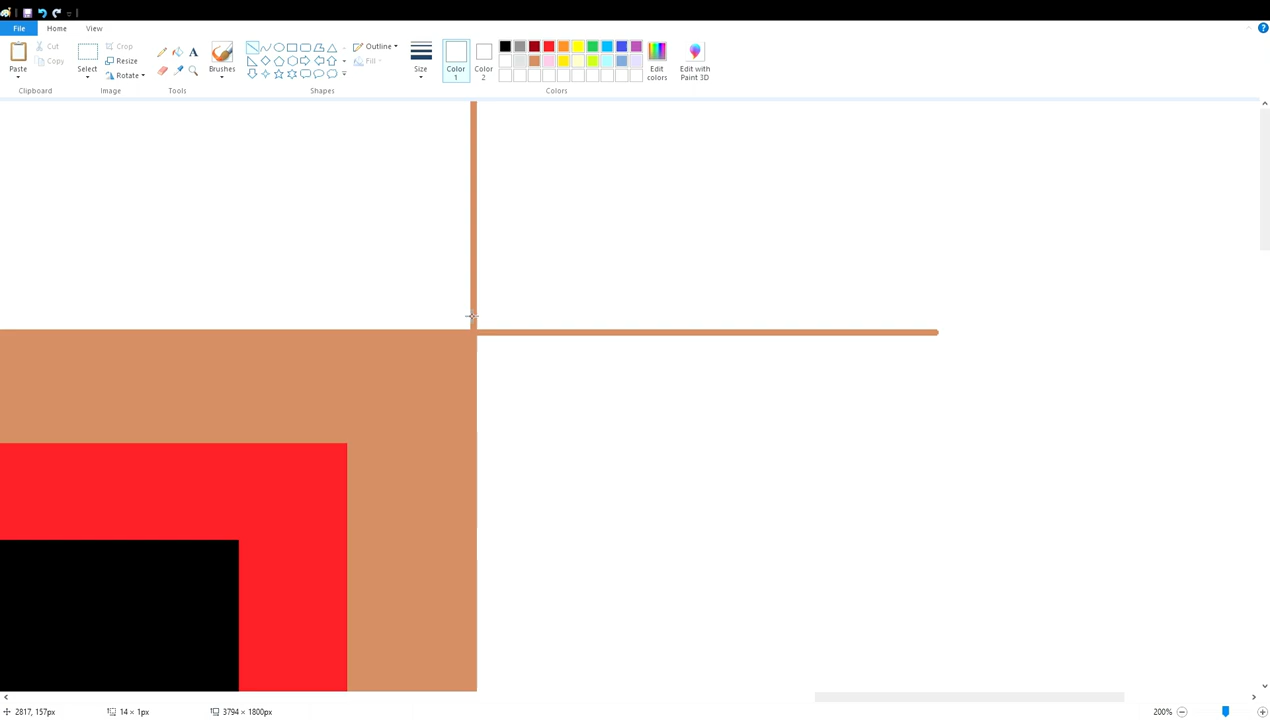 File Home View
Paste
Cut
Copy
Clipboard
Select
Crop
Resize
Rotate
Image
Tools
Brushes
Shapes
Outline
Fill
Size
Color 1
Color 2
Colors
Edit colors
Edit with Paint 3D
2817, 157px 14 × 1px 3794 × 1800px 200%